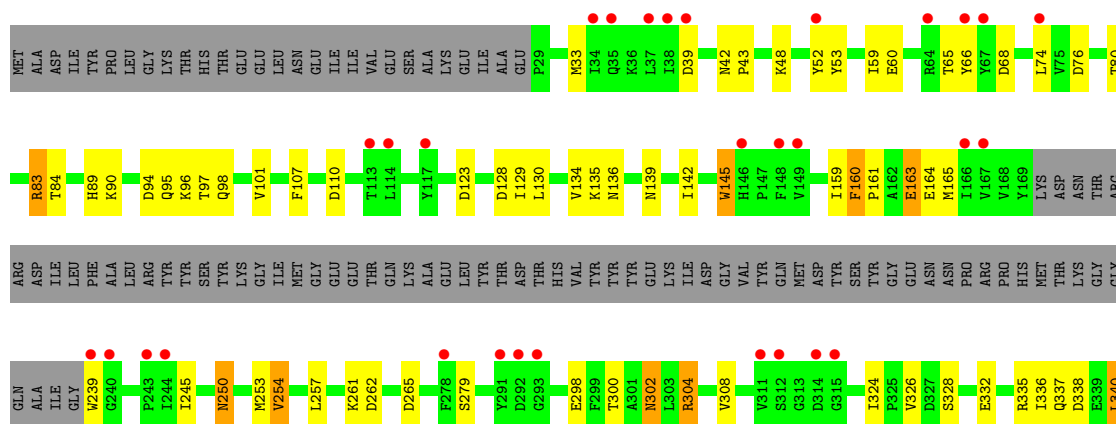 MET ALA ASP ILE TYR PRO LEU GLY LYS THR HIS THR GLU GLU LEU ASN GLU ILE ILE VAL GLU SER ALA LYS GLU ILE ALA GLU P29 M33 I34 Q35 K36 L37 I38 D39 N42 P43 K48 Y52 Y53 I59 E60 R64 T65 Y66 Y67 D68 L74 V75 D76 T80
R83 T84 H89 K90 D94 Q95 K96 T97 Q98 V101 F107 D110 T113 L114 Y117 D123 D128 I129 L130 V134 K135 N136 N139 I142 W145 H146 P147 F148 V149 I159 F160 P161 A162 E163 E164 M165 I166 V167 V168 Y169 LYS ASP ASN THR ARG
ARG ASP ILE LEU PHE ALA LEU ARG TYR TYR SER TYR LYS GLY ILE MET GLY GLU GLU THR GLN LYS ALA GLU LEU TYR THR ASP THR HIS VAL TYR TYR TYR GLU LYS ILE ASP GLY VAL TYR GLN MET ASP TYR SER TYR GLY GLU ASN ASN PRO ARG PRO HIS MET THR LYS GLY GLY
GLN ALA ILE GLY W239 G240 P243 I244 I245 N250 M253 V254 L257 K261 D262 D265 F278 S279 Y291 D292 G293 E298 F299 T300 A301 N302 L303 R304 V308 V311 S312 G313 D314 G315 I324 P325 V326 D327 S328 E332 R335 I336 Q337 D338 E339 L340